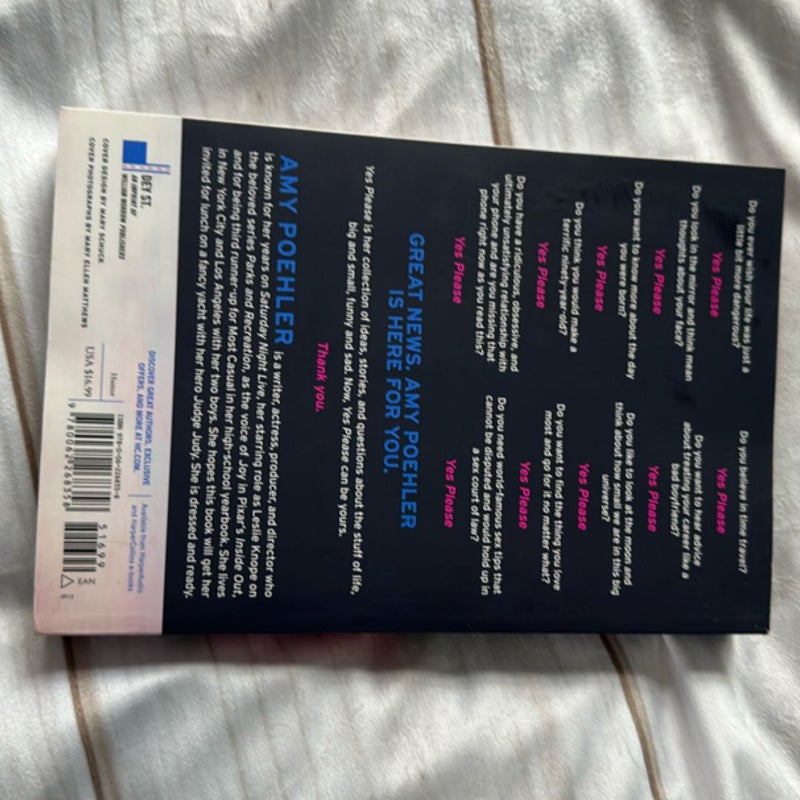 Do you ever wish your life was just a
little bit more dangerous?
Yes Please
Do you look in the mirror and think mean
thoughts about your face?
Yes Please
Do you want to know more about the day
you were born?
Yes Please
Do you think you would make a
terrific ninety-year-old?
Yes Please
Do you have a ridiculous, obsessive, and
ultimately unsatisfying relationship with
your phone and are you missing that
phone right now as you read this?
Yes Please
Do you believe in time travel?
Yes Please
Do you want to hear advice
about treating your career like a
bad boyfriend?
Yes Please
Do you like to look at the moon and
think about how small we are in this big
universe?
Yes Please
Do you want to find the thing you love
most and go for it no matter what?
Yes Please
Do you need world-famous sex tips that
cannot be disputed and would hold up in
a sex court of law?
Yes Please
GREAT NEWS. AMY POEHLER
IS HERE FOR YOU.
Yes Please is her collection of ideas, stories, and questions about the stuff of life,
big and small, funny and sad. Now, Yes Please can be yours.
Thank you.
AMY POEHLER is a writer, actress, producer, and director who
is known for her years on Saturday Night Live, her starring role as Leslie Knope on
the beloved series Parks and Recreation, as the voice of Joy in Pixar's Inside Out,
and for being third runner-up for Most Casual in her high-school yearbook. She lives
in New York City and Los Angeles with her two boys. She hopes this book will get her
invited for lunch on a fancy yacht with her hero Judge Judy. She is dressed and ready.
DEY ST.
AN IMPRINT OF
WILLIAM MORROW PUBLISHERS
COVER DESIGN BY MARY SCHUCK
COVER PHOTOGRAPHS BY MARY ELLEN MATTHEWS
DISCOVER GREAT AUTHORS, EXCLUSIVE
OFFERS, AND MORE AT HC.COM.
Available from HarperAudio
and HarperCollins e-books
Humor
USA $16.99
ISBN 978-0-06-226835-8
9 780062 268358
51699
EAN